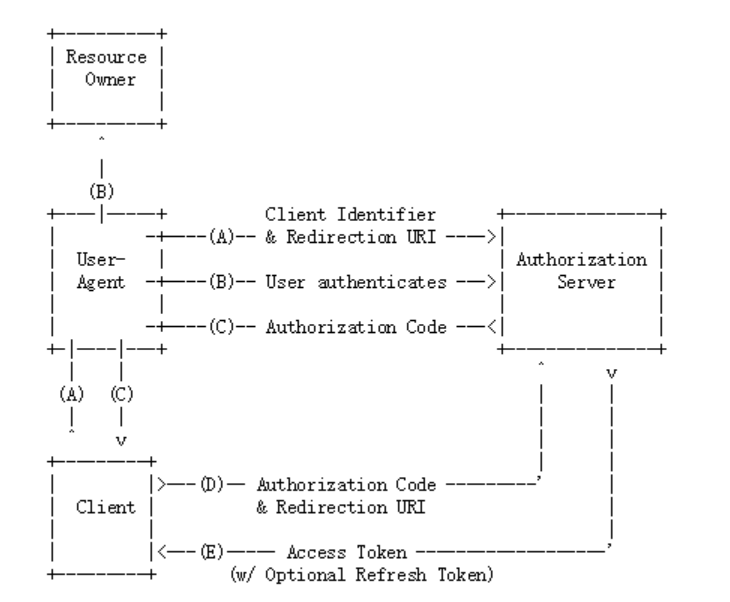 Resource
Owner
(B)
Client Identifier
(A) & Redirection URI
User-
Agent
Authorization
Server
(B) User authenticates
(C) Authorization Code
(A) (C)
(D) Authorization Code
& Redirection URI
Client
(E) Access Token
(w/ Optional Refresh Token)